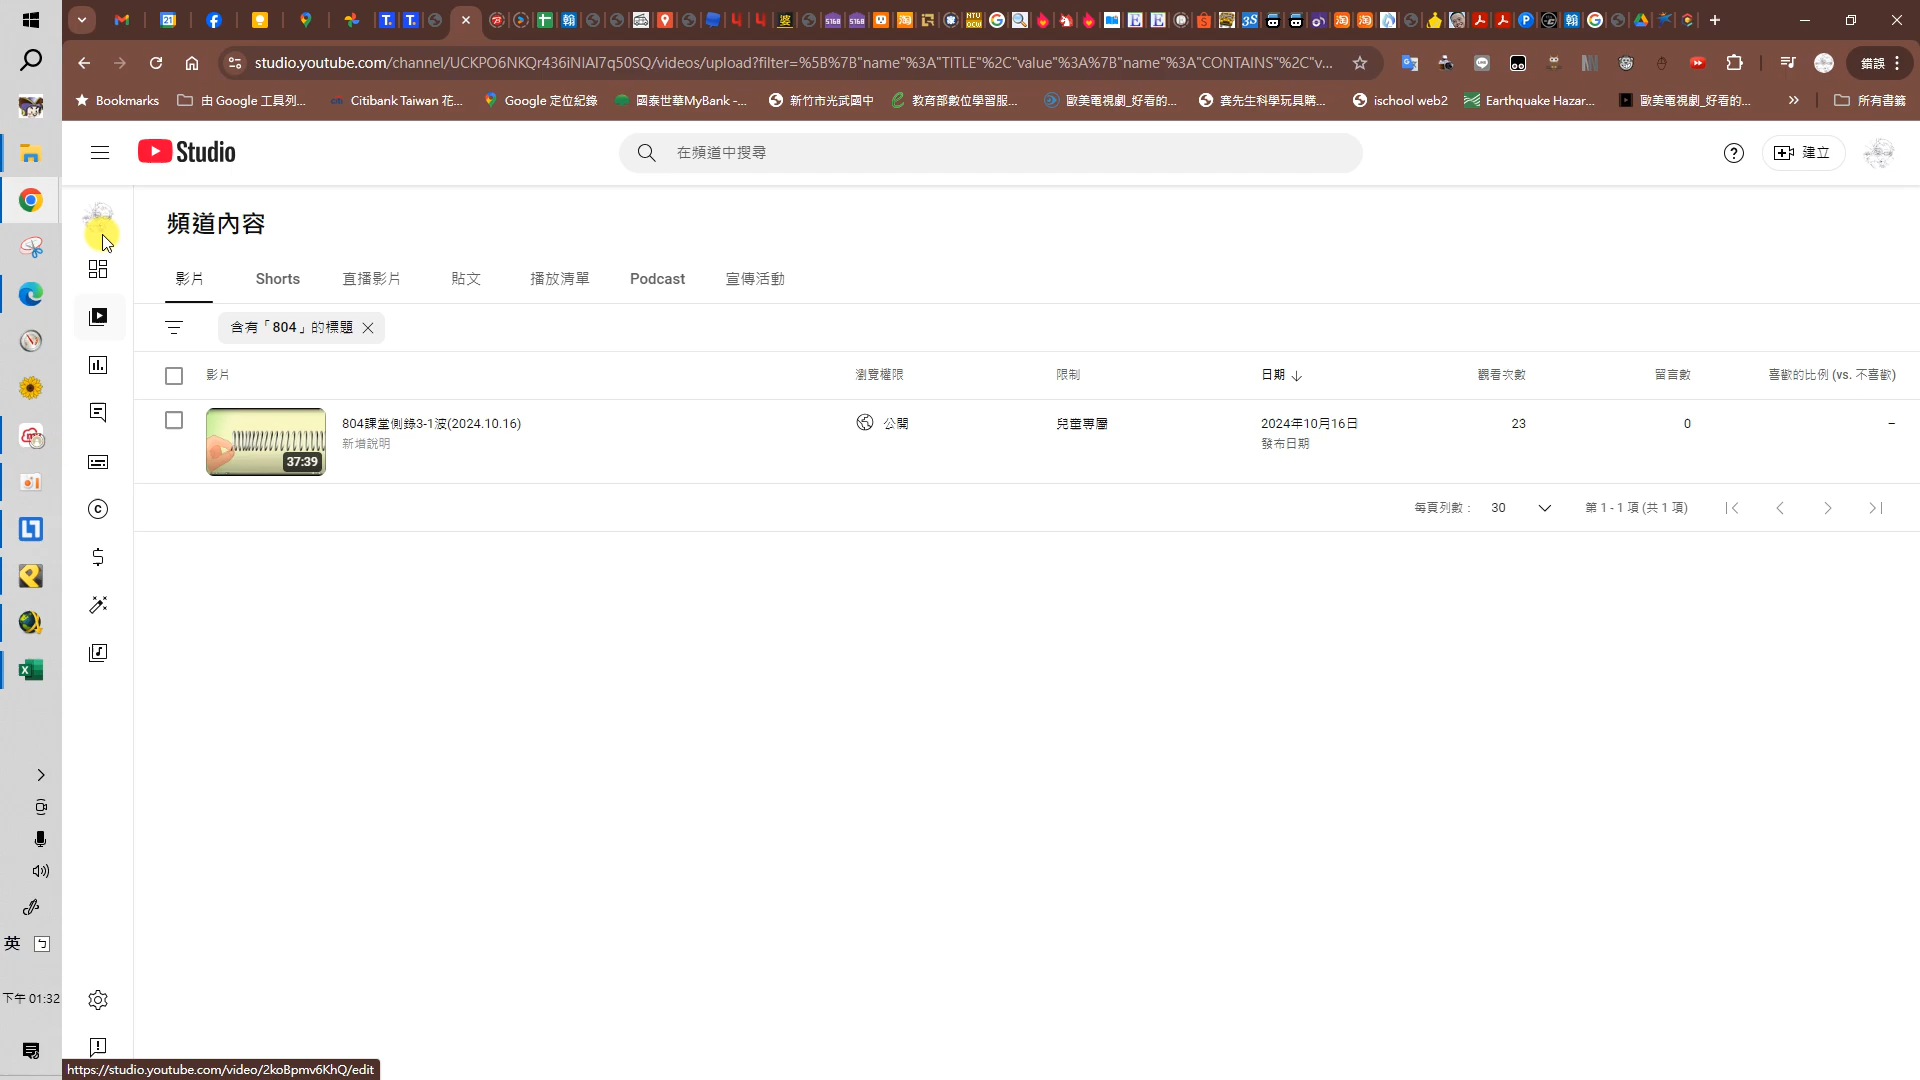 studio.youtube.com/channel/UCKPO6NKQr436iNIAI7q50SQ/videos/upload?filter=%5B%7B"name"%3A"TITLE"%2C"value"%3A%7B"name"%3A"CONTAINS"%2C"v...
錯誤
Bookmarks
由 Google 工具列...
Citibank Taiwan 花...
Google 定位紀錄
國泰世華MyBank -...
新竹市光武國中
教育部數位學習服...
歐美電視劇_好看的...
賽先生科學玩具購...
ischool web2
Earthquake Hazar...
歐美電視劇_好看的...
所有書籤
Studio
在頻道中搜尋
建立
頻道內容
影片
Shorts
直播影片
貼文
播放清單
Podcast
宣傳活動
含有「804」的標題
影片
瀏覽權限
限制
日期
觀看次數
留言數
喜歡的比例 (vs. 不喜歡)
37:39
804課堂側錄3-1波(2024.10.16)
新增說明
公開
兒童專屬
2024年10月16日
發布日期
23
0
–
每頁列數：
30
第 1 - 1 項 (共 1 項)
英
ㄅ
下午 01:32
https://studio.youtube.com/video/2koBpmv6KhQ/edit